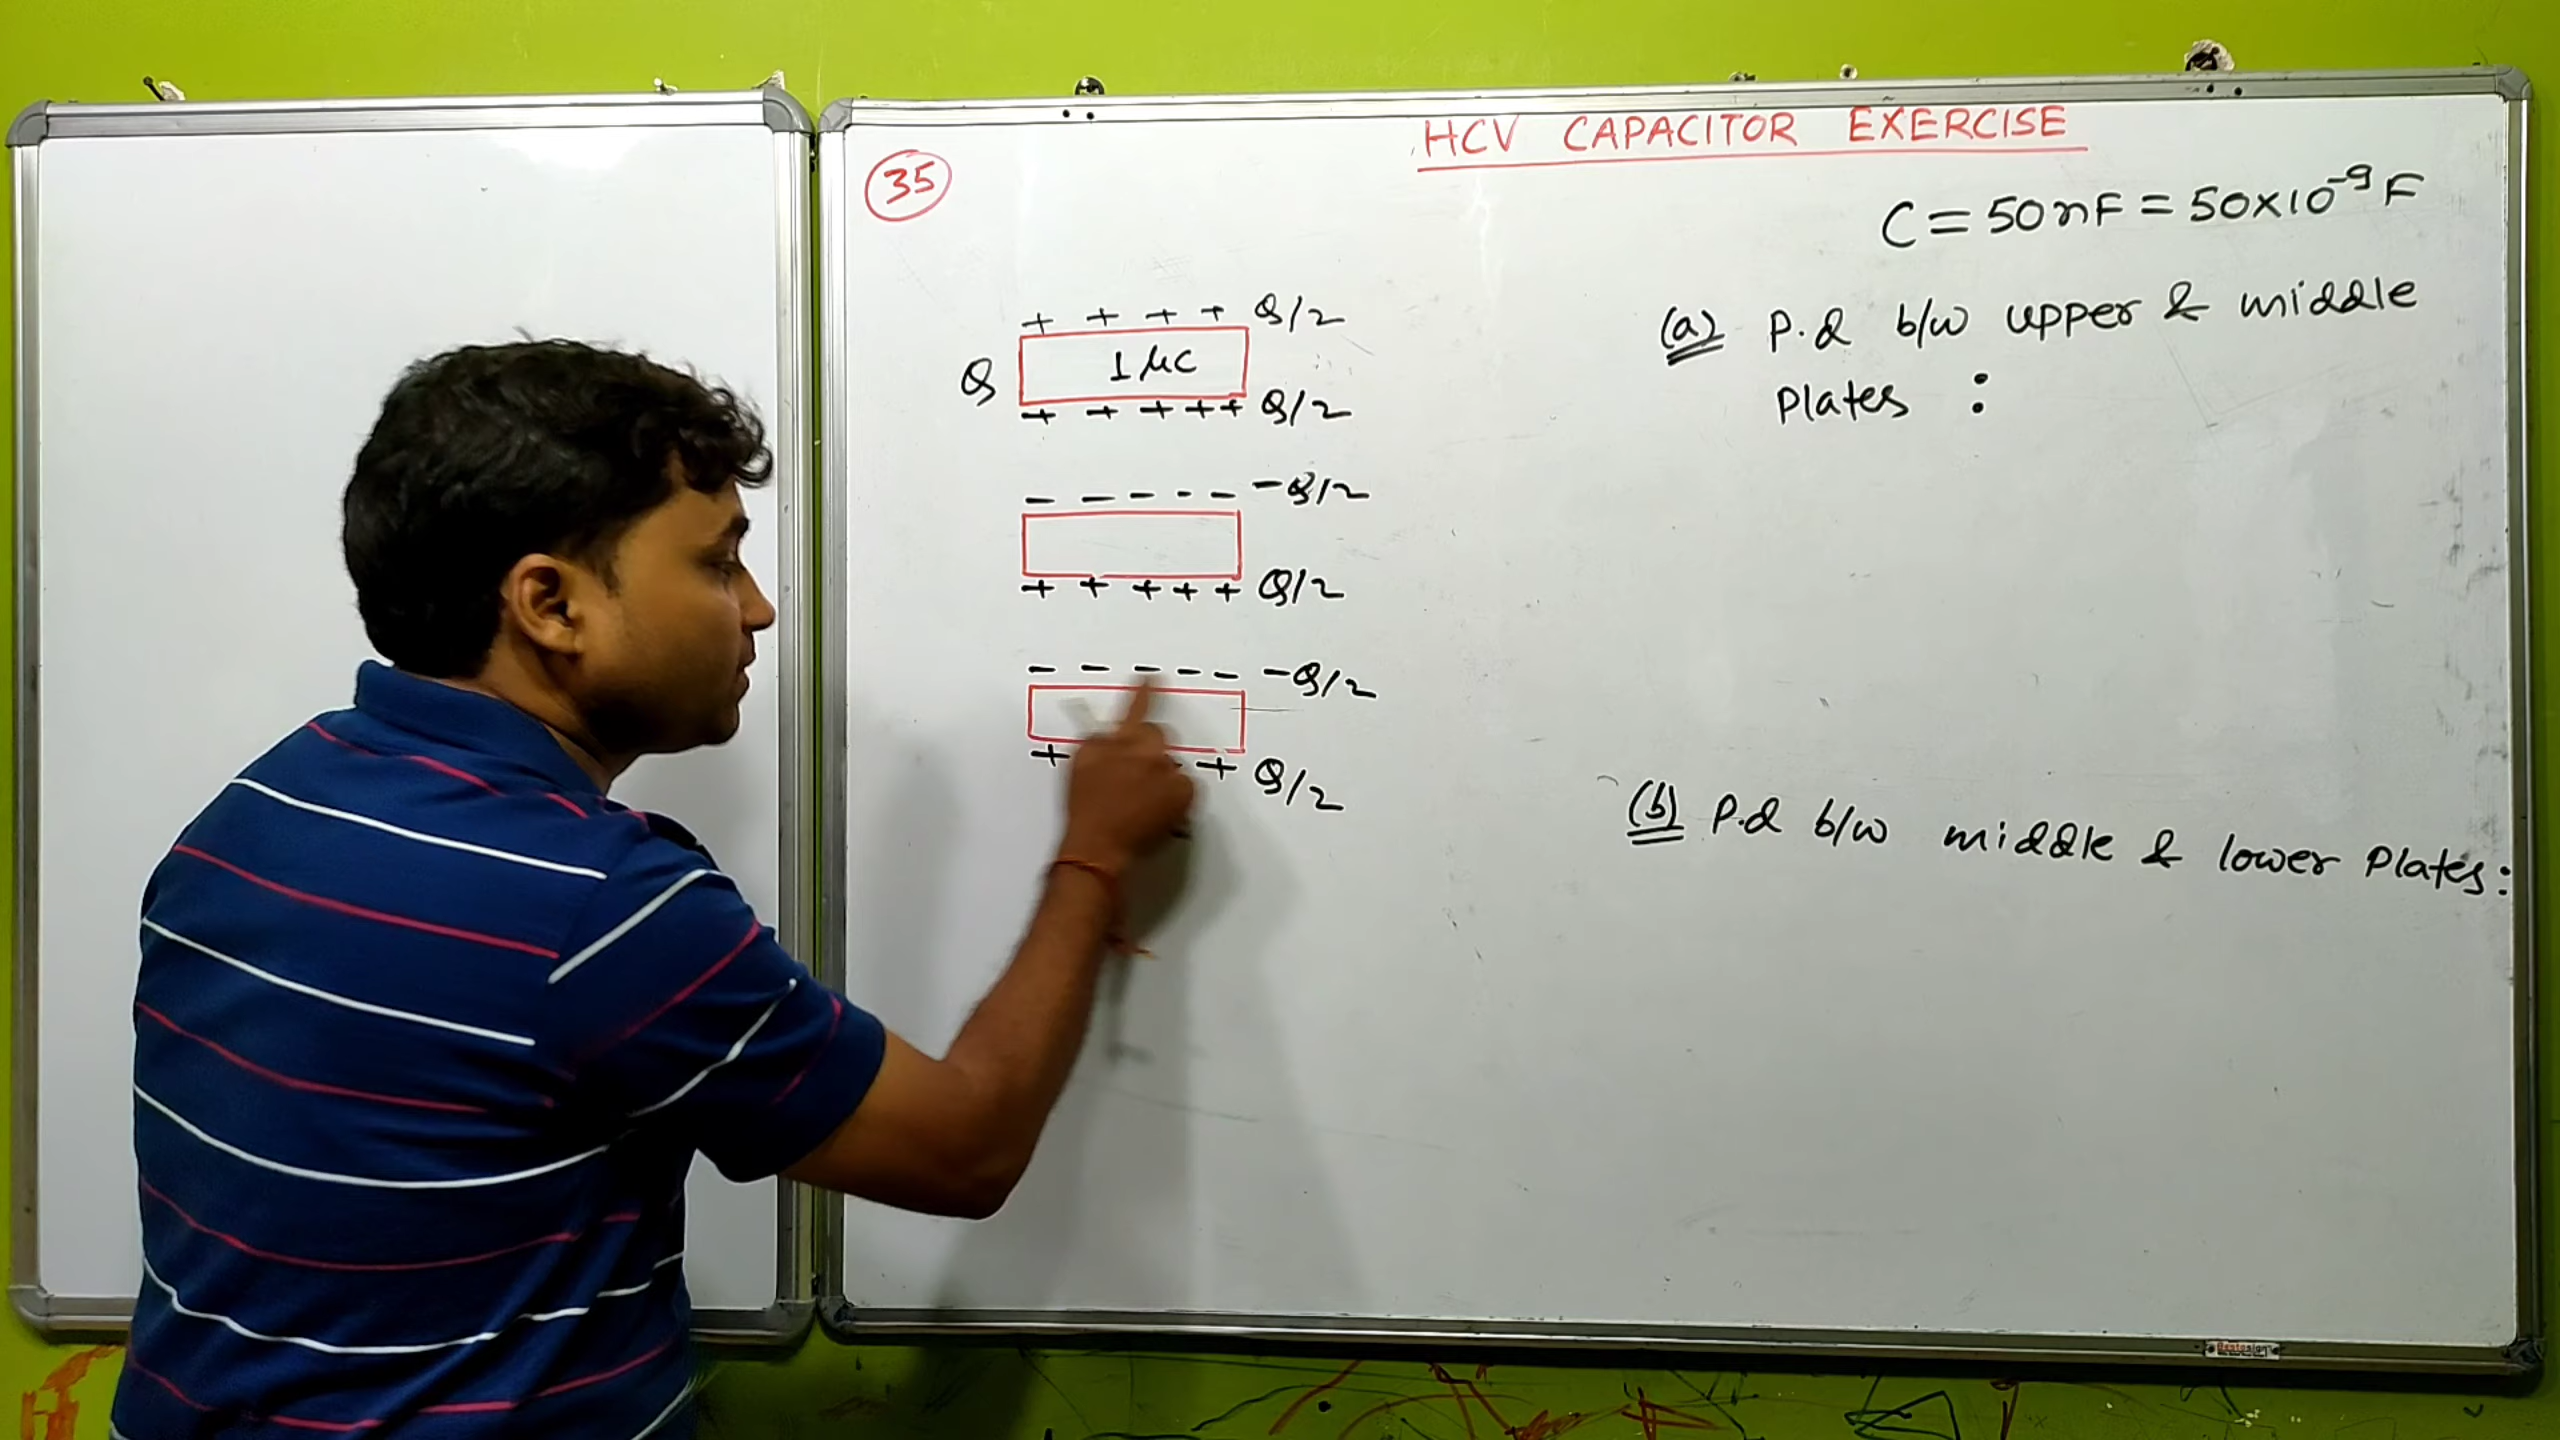 HCV CAPACITOR EXERCISE
35
C = 50nF = 50×10⁻⁹ F
+ + + + Q/2
Q 1 μC
+ + + + + Q/2
- - - - - -Q/2
+ + + + + Q/2
- - - - - -Q/2
+ + Q/2
(a) P.d b/w upper & middle
Plates :
(b) P.d b/w middle & lower Plates: